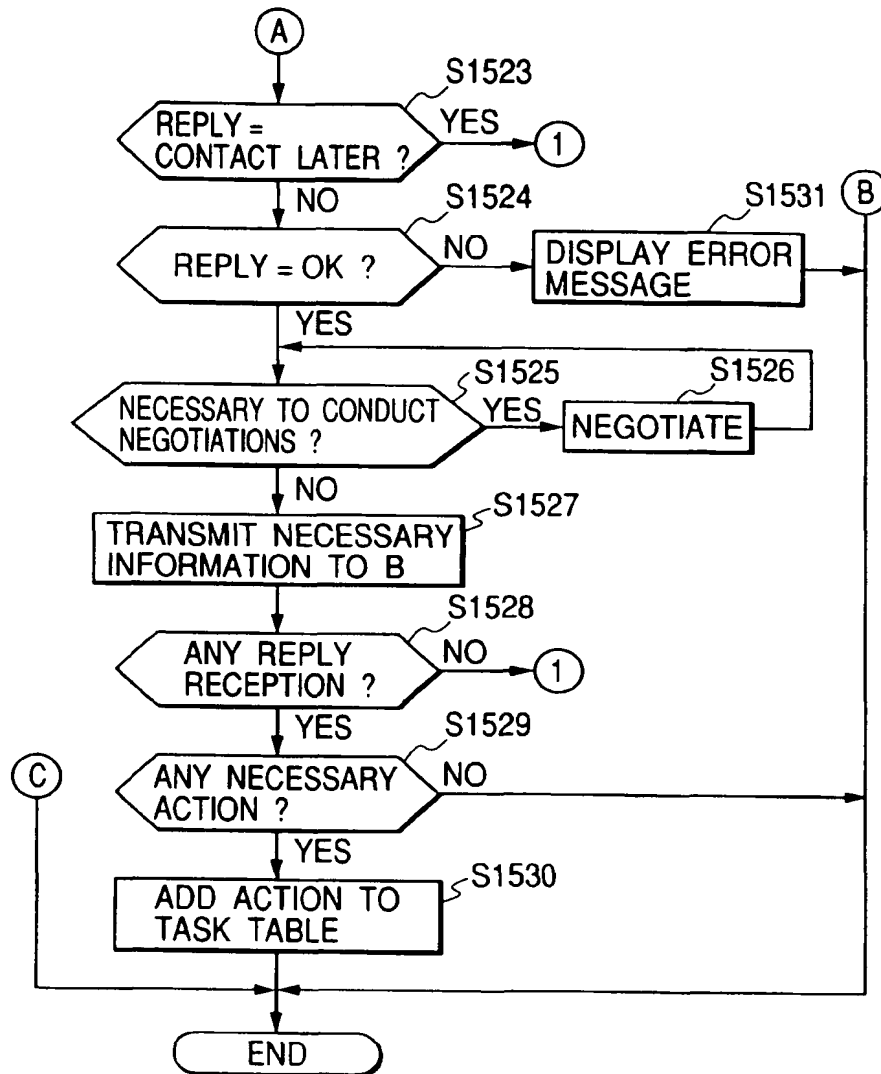 A
S1523
REPLY =
CONTACT LATER ?
YES
1
NO
S1524
REPLY = OK ?
NO
S1531
DISPLAY ERROR
MESSAGE
B
YES
S1525
NECESSARY TO CONDUCT
NEGOTIATIONS ?
YES
S1526
NEGOTIATE
NO
S1527
TRANSMIT NECESSARY
INFORMATION TO B
S1528
ANY REPLY
RECEPTION ?
NO
1
YES
S1529
C
ANY NECESSARY
ACTION ?
NO
YES
S1530
ADD ACTION TO
TASK TABLE
END